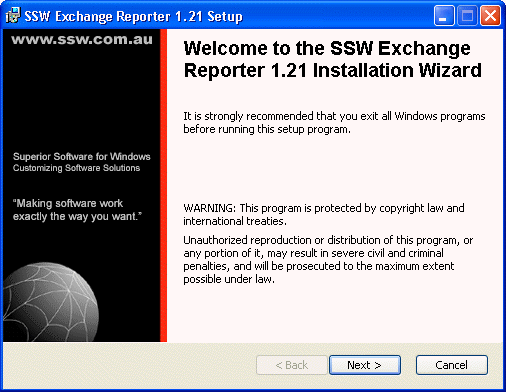 SSW Exchange Reporter 1.21 Setup
www.ssw.com.au
Superior Software for Windows
Customizing Software Solutions
“Making software work
exactly the way you want.”
Welcome to the SSW Exchange
Reporter 1.21 Installation Wizard
It is strongly recommended that you exit all Windows programs
before running this setup program.
WARNING: This program is protected by copyright law and
international treaties.
Unauthorized reproduction or distribution of this program, or
any portion of it, may result in severe civil and criminal
penalties, and will be prosecuted to the maximum extent
possible under law.
< Back
Next >
Cancel